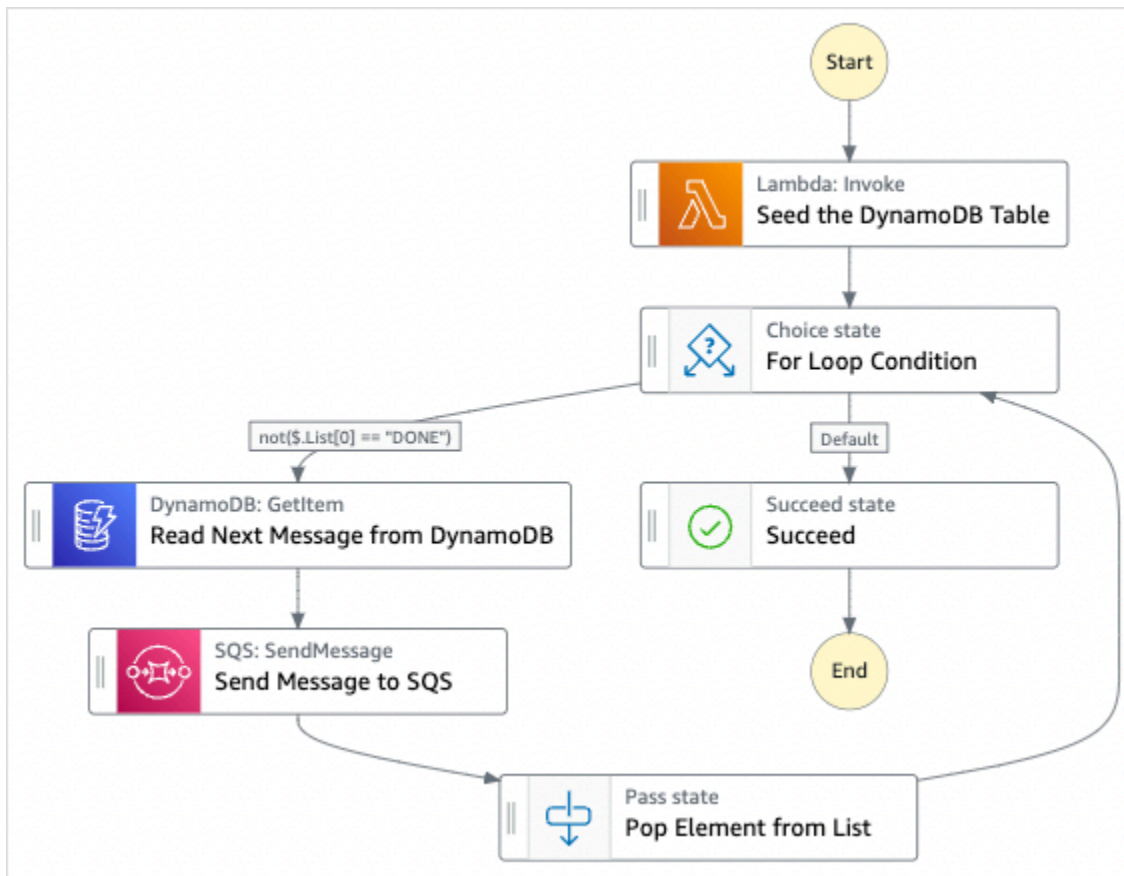 Start
Lambda: Invoke
Seed the DynamoDB Table
Choice state
For Loop Condition
not($.List[0] == "DONE")
Default
DynamoDB: GetItem
Read Next Message from DynamoDB
Succeed state
Succeed
SQS: SendMessage
Send Message to SQS
End
Pass state
Pop Element from List